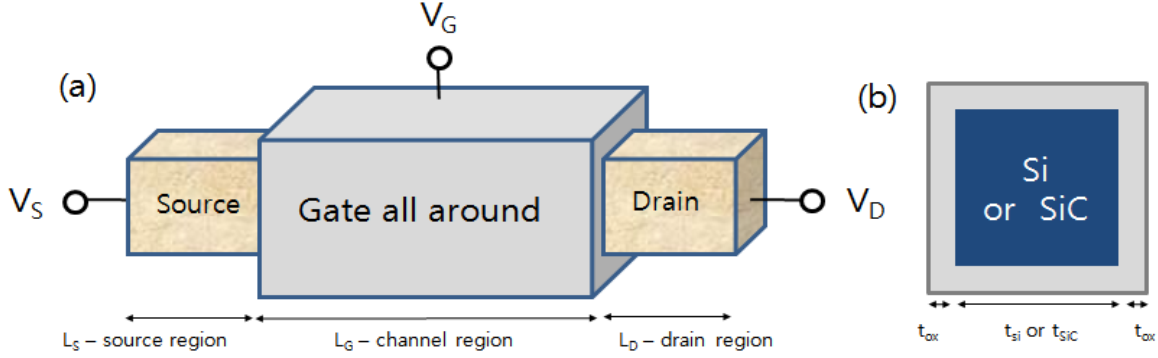 V_G
(a)
(b)
V_S
Source
Gate all around
Drain
V_D
Si
or SiC
L_S – source region
L_G – channel region
L_D – drain region
t_ox
t_si or t_SiC
t_ox